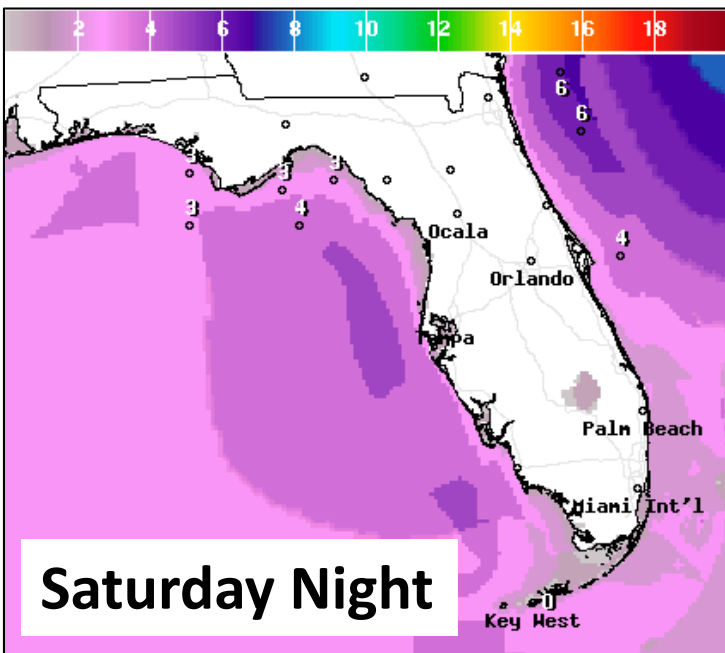 2 4 6 8 10 12 14 16 18
6
6
3 3 3
3 4
Ocala
4
Orlando
Tampa
Palm Beach
Miami Int'l
Saturday Night
0
Key West